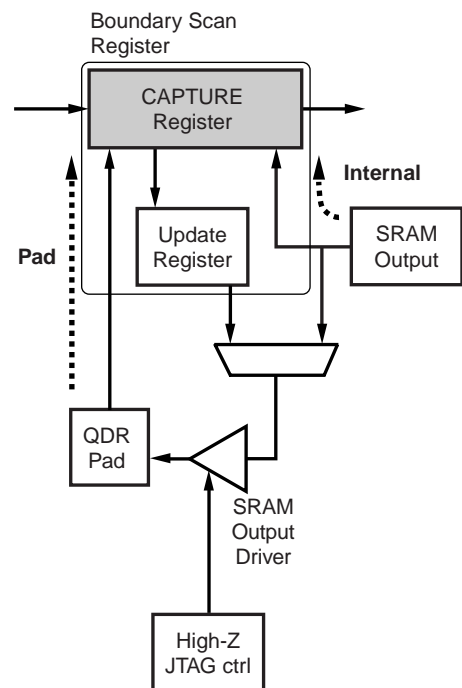 Boundary Scan
Register
CAPTURE
Register
Internal
Update
Register
SRAM
Output
Pad
QDR
Pad
SRAM
Output
Driver
High-Z
JTAG ctrl